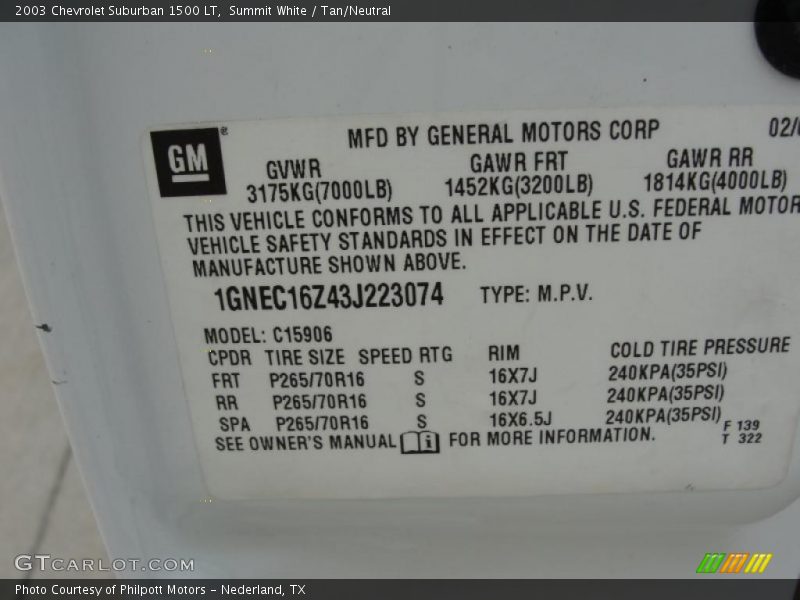 2003 Chevrolet Suburban 1500 LT, Summit White / Tan/Neutral
GM®
MFD BY GENERAL MOTORS CORP
GVWR GAWR FRT GAWR RR
3175KG(7000LB) 1452KG(3200LB) 1814KG(4000LB)
THIS VEHICLE CONFORMS TO ALL APPLICABLE U.S. FEDERAL MOTOR
VEHICLE SAFETY STANDARDS IN EFFECT ON THE DATE OF
MANUFACTURE SHOWN ABOVE.
1GNEC16Z43J223074 TYPE: M.P.V.
MODEL: C15906
CPDR TIRE SIZE SPEED RTG RIM COLD TIRE PRESSURE
FRT P265/70R16 S 16X7J 240KPA(35PSI)
RR P265/70R16 S 16X7J 240KPA(35PSI)
SPA P265/70R16 S 16X6.5J 240KPA(35PSI)
SEE OWNER'S MANUAL i FOR MORE INFORMATION.
F 139
T 322
GTCARLOT.COM
Photo Courtesy of Philpott Motors - Nederland, TX